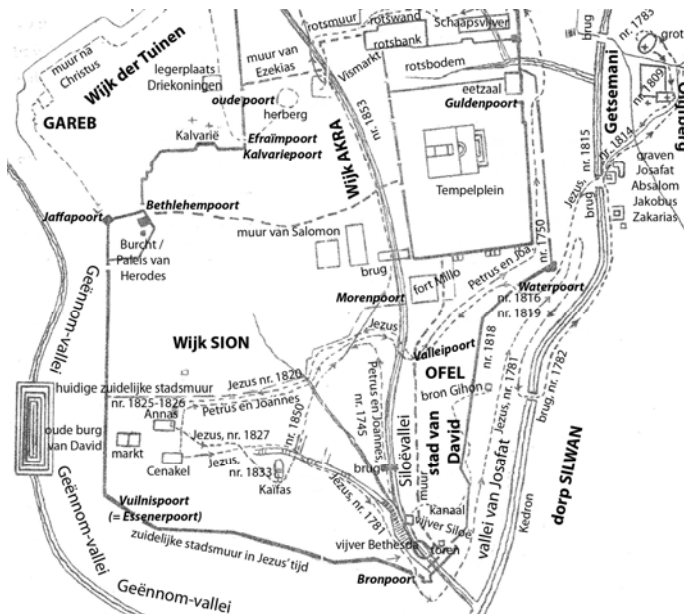 muur na
Christus
Wijk der Tuinen
GAREB
muur van
Ezekias
legerplaats
Driekoningen
oude poort
herberg
Kalvarië
Efraïmpoort
Kalvariepoort
rotsmuur
rotswand
rotsbank
Vismarkt
rotsbodem
Schaapsvijver
eetzaal
Guldenpoort
nr. 1853
Wijk AKRA
Tempelplein
brug
nr. 1783
grot
nr. 1809
Olijfberg
Getsemani
nr. 1814
Jezus, nr. 1815
brug
graven
Josafat
Absalom
Jakobus
Zakarias
Jaffapoort
Bethlehempoort
Burcht /
Paleis van
Herodes
muur van Salomon
brug
fort Millo
Morenpoort
Petrus en Joa.
nr. 1750
Waterpoort
nr. 1816
nr. 1819
Geënnom-vallei
Wijk SION
Jezus
Valleipoort
OFEL
nr. 1818
bron Gihon
stad van
David
Jezus, nr. 1781
brug, nr. 1782
huidige zuidelijke stadsmuur
Jezus nr. 1820
nr. 1825-1826
Petrus en Joannes
Annas
oude burg
van David
markt
Cenakel
Jezus, nr. 1827
Jezus,
nr. 1833
nr. 1850
Kaïfas
Petrus en Joannes,
nr. 1745
brug
Siloëvallei
muur
kanaal
vijver Siloë
vallei van Josafat
Kedron
dorp SILWAN
Jezus, nr. 1781
Vuilnispoort
(= Essenerpoort)
zuidelijke stadsmuur in Jezus' tijd
vijver Bethesda
toren
Bronpoort
Geënnom-vallei
Geënnom-vallei